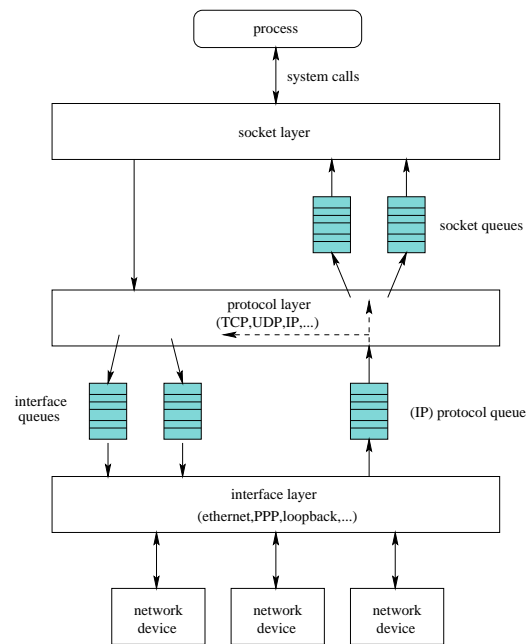 process
system calls
socket layer
socket queues
protocol layer
(TCP,UDP,IP,...)
interface
queues
(IP) protocol queue
interface layer
(ethernet,PPP,loopback,...)
network
device
network
device
network
device